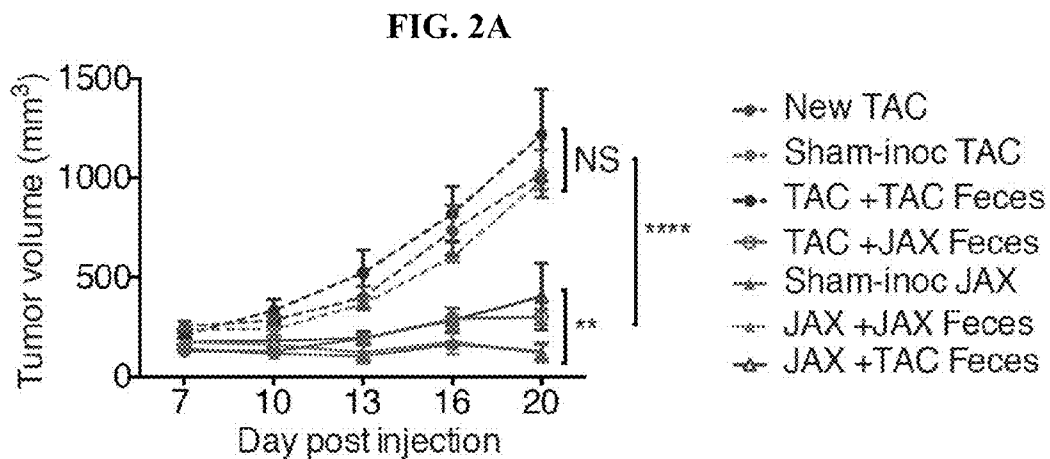 FIG. 2A
Tumor volume (mm³)
1500
1000
500
0
7 10 13 16 20
Day post injection
NS
****
**
New TAC
Sham-inoc TAC
TAC +TAC Feces
TAC +JAX Feces
Sham-inoc JAX
JAX +JAX Feces
JAX +TAC Feces